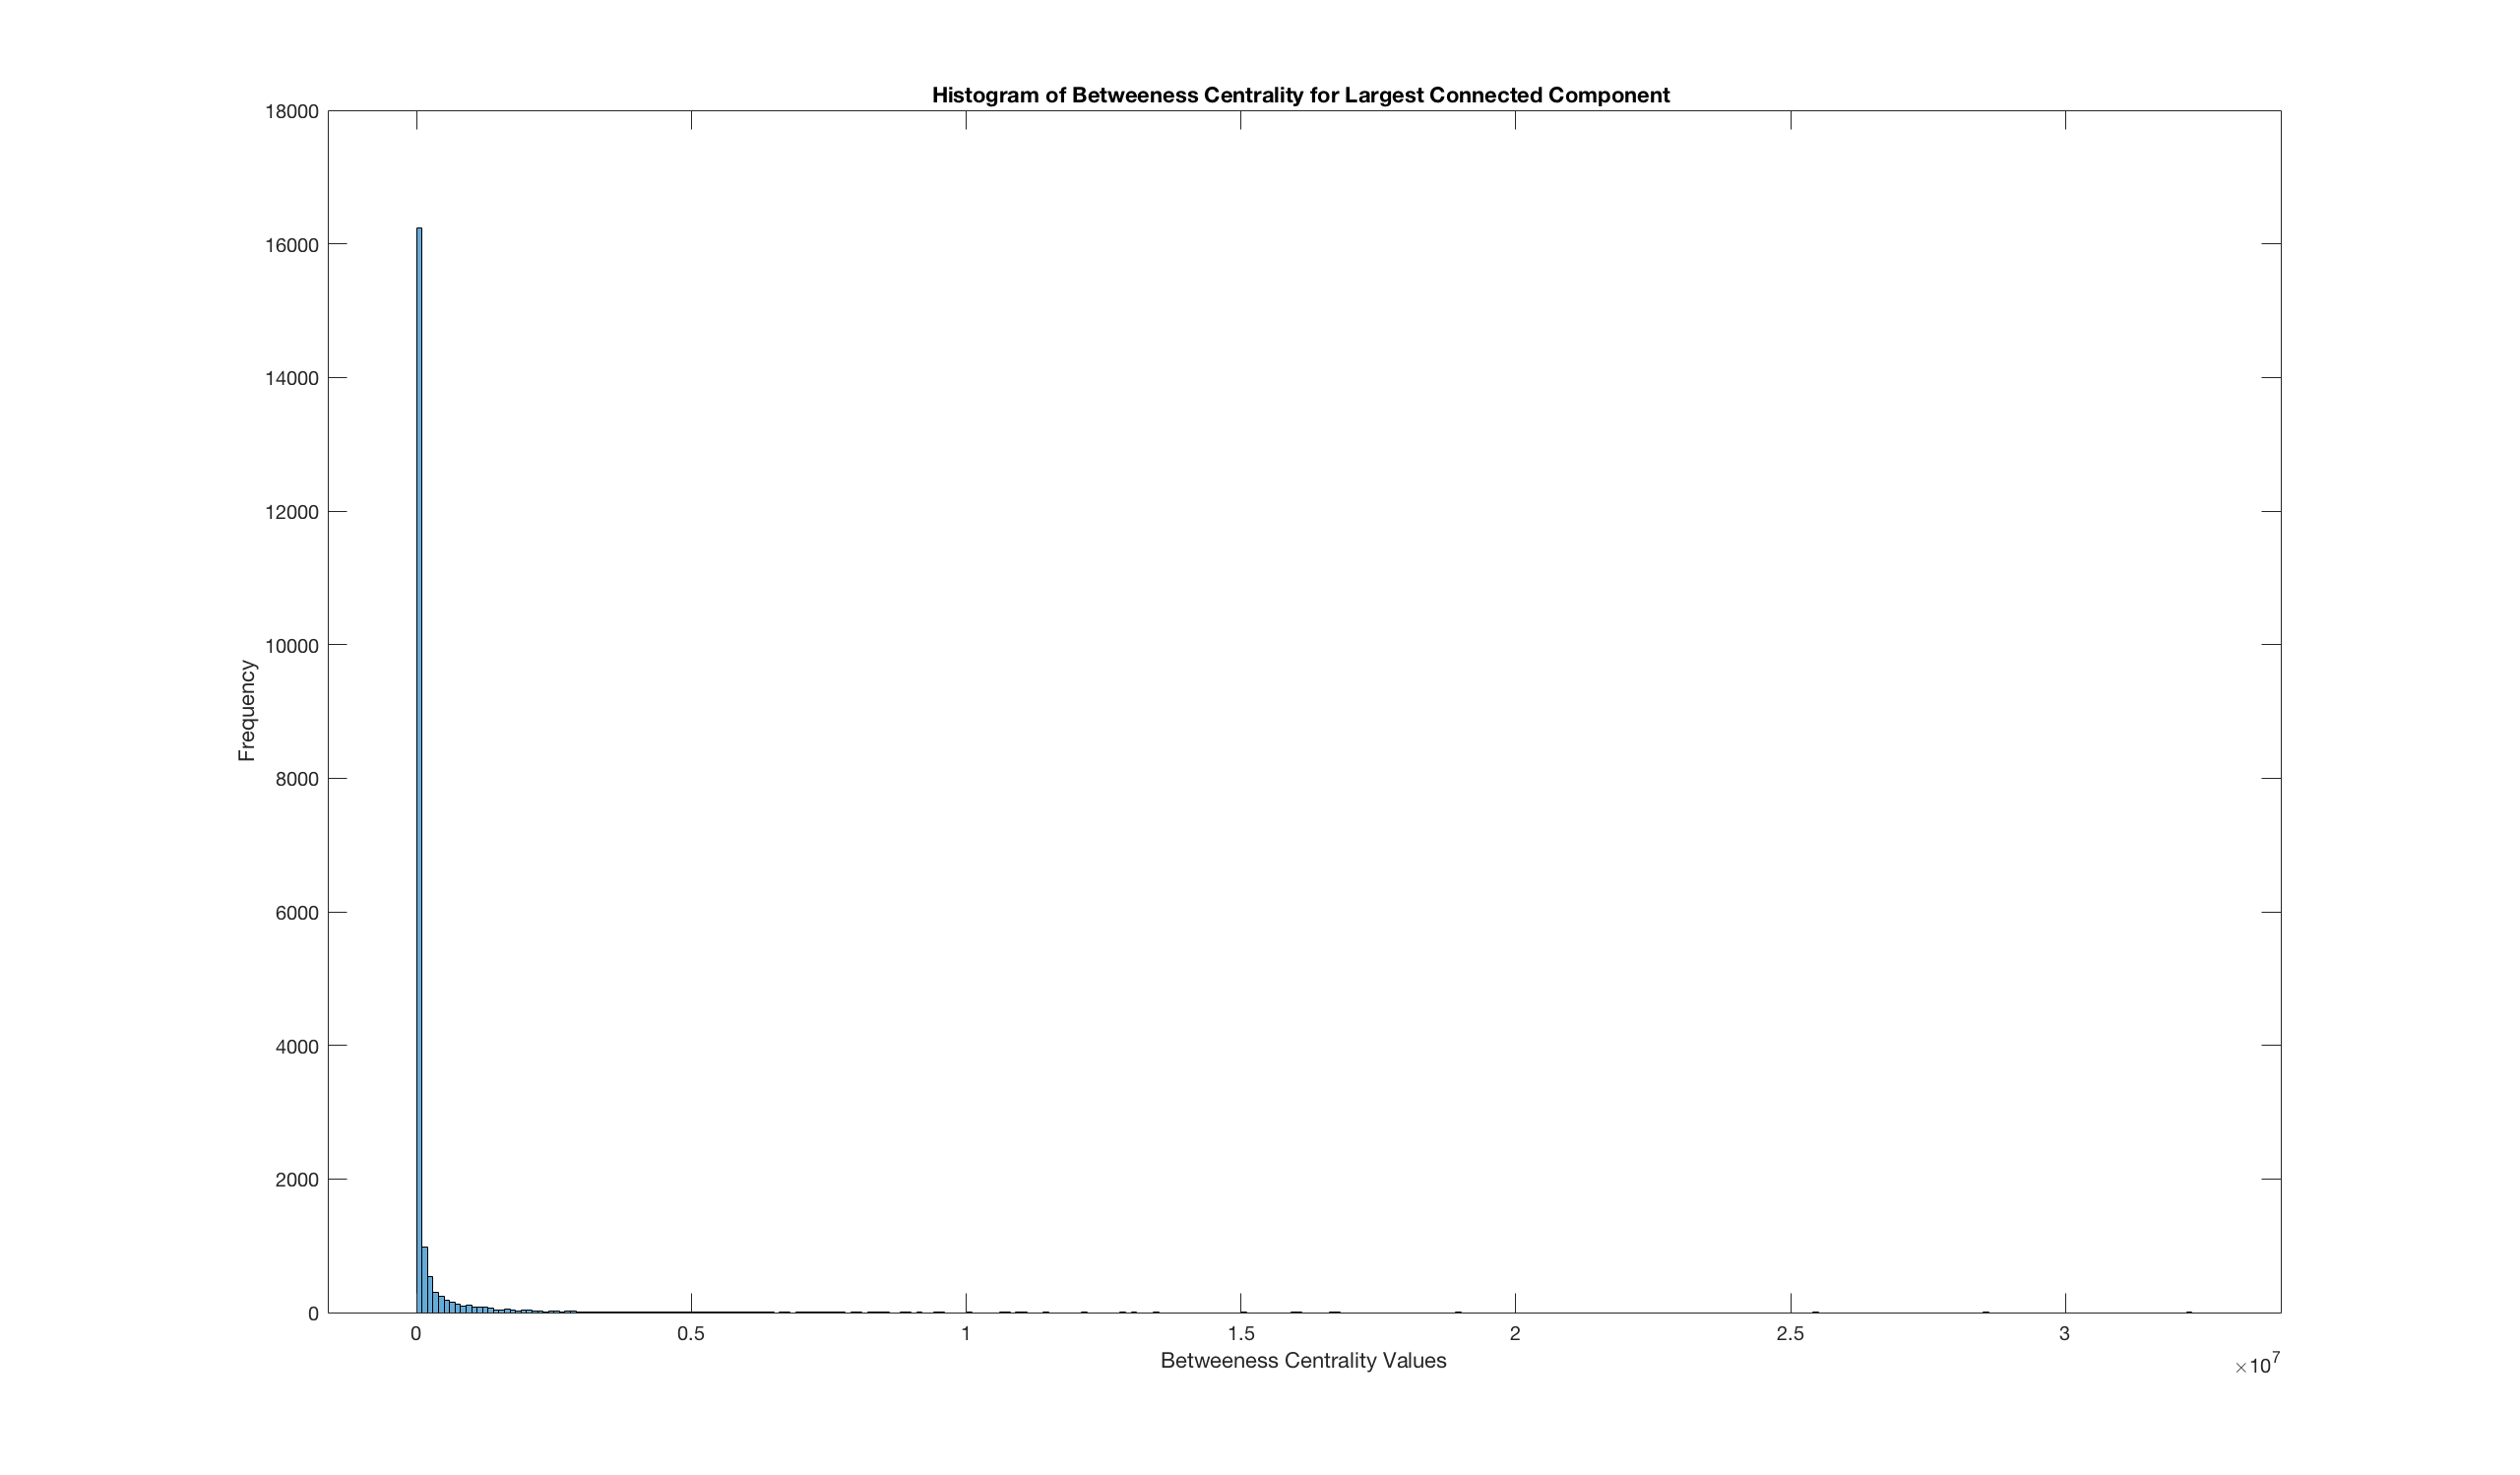 Histogram of Betweeness Centrality for Largest Connected Component
18000
16000
14000
12000
10000
8000
6000
4000
2000
0
Frequency
0 0.5 1 1.5 2 2.5 3
Betweeness Centrality Values
×10^7